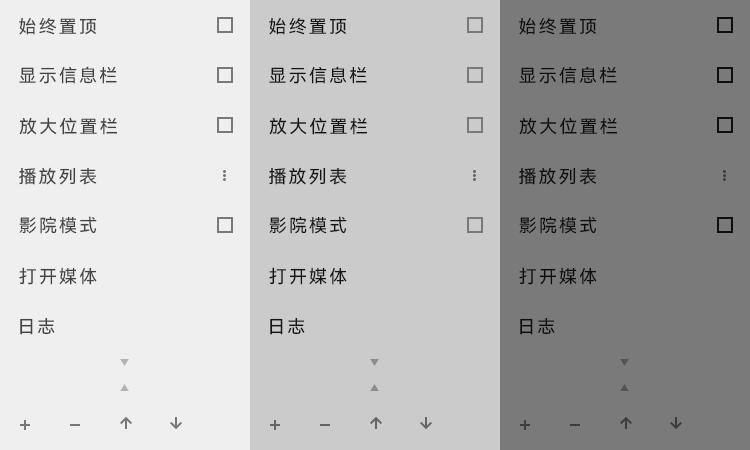 始终置顶 始终置顶 始终置顶
显示信息栏 显示信息栏 显示信息栏
放大位置栏 放大位置栏 放大位置栏
播放列表 播放列表 播放列表
影院模式 影院模式 影院模式
打开媒体 打开媒体 打开媒体
日志 日志 日志